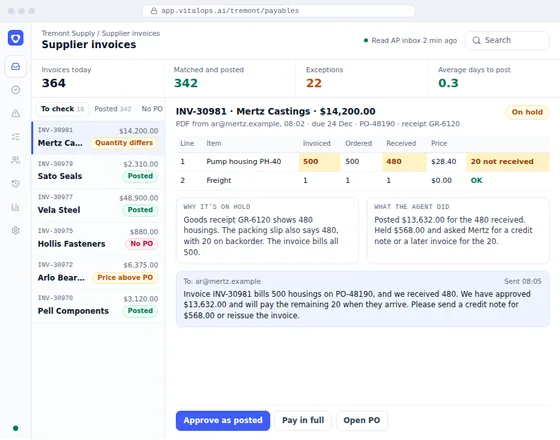 app.vitalops.ai/tremont/payables
Tremont Supply / Supplier invoices
Supplier invoices
Read AP inbox 2 min ago
Search
Invoices today
364
Matched and posted
342
Exceptions
22
Average days to post
0.3
To check 18 Posted 342 No PO
INV-30981 $14,200.00
Mertz Ca... Quantity differs
INV-30979 $2,310.00
Sato Seals Posted
INV-30977 $48,900.00
Vela Steel Posted
INV-30975 $880.00
Hollis Fasteners No PO
INV-30972 $6,375.00
Arlo Bear... Price above PO
INV-30970 $3,120.00
Pell Components Posted
INV-30981 · Mertz Castings · $14,200.00
On hold
PDF from ar@mertz.example, 08:02 · due 24 Dec · PO-48190 · receipt GR-6120
Line Item Invoiced Ordered Received Price
1 Pump housing PH-40 500 500 480 $28.40 20 not received
2 Freight 1 1 1 $0.00 OK
WHY IT'S ON HOLD
Goods receipt GR-6120 shows 480
housings. The packing slip also says 480,
with 20 on backorder. The invoice bills all
500.
WHAT THE AGENT DID
Posted $13,632.00 for the 480 received.
Held $568.00 and asked Mertz for a credit
note or a later invoice for the 20.
To: ar@mertz.example Sent 08:05
Invoice INV-30981 bills 500 housings on PO-48190, and we received 480. We have approved
$13,632.00 and will pay the remaining 20 when they arrive. Please send a credit note for
$568.00 or reissue the invoice.
Approve as posted
Pay in full
Open PO